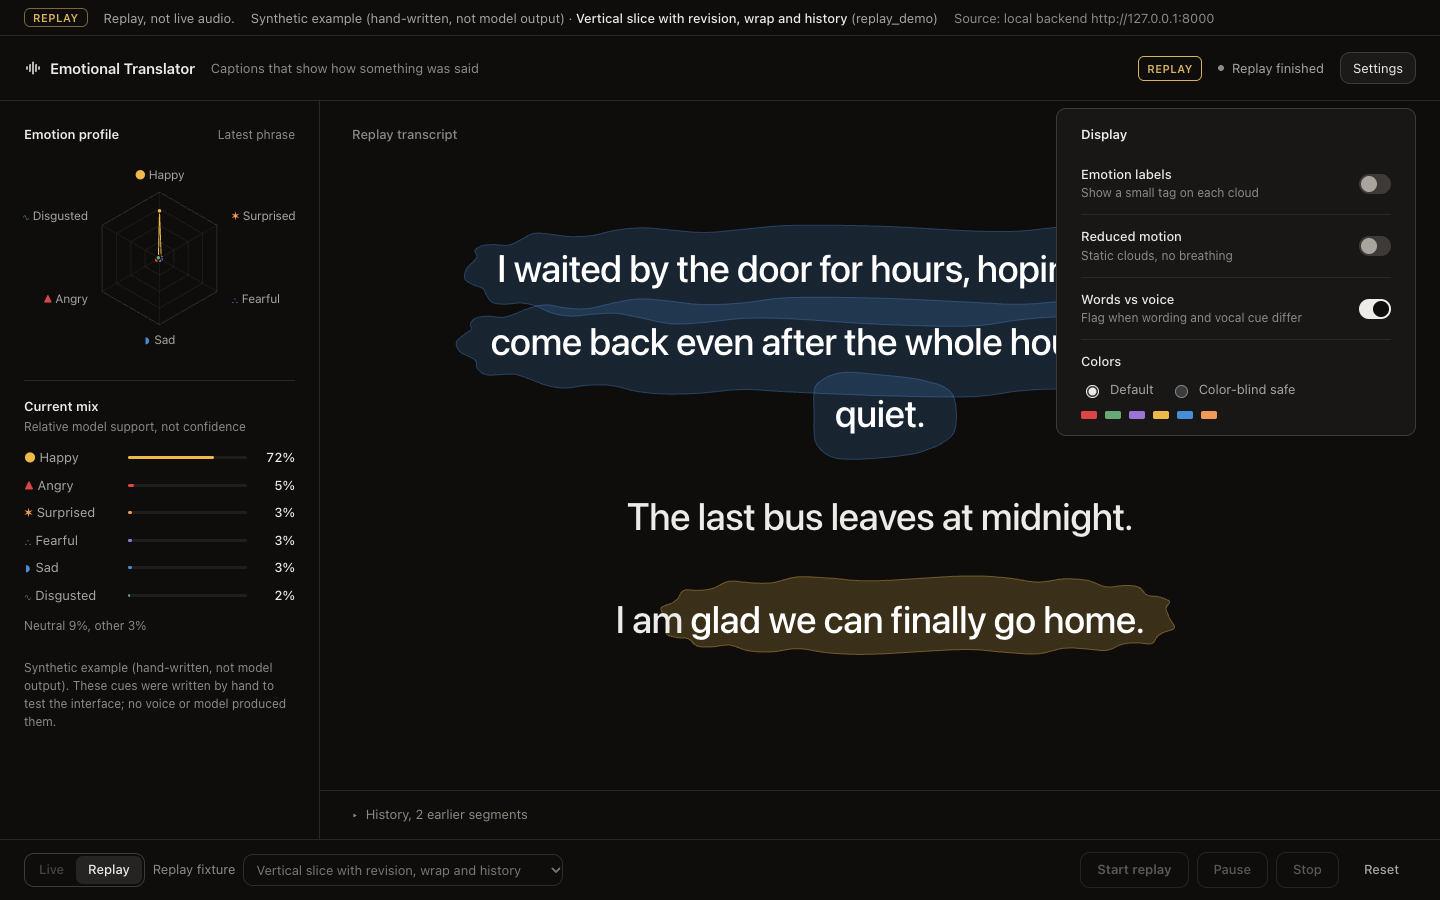 REPLAY Replay, not live audio. Synthetic example (hand-written, not model output) · Vertical slice with revision, wrap and history (replay_demo) Source: local backend http://127.0.0.1:8000
Emotional Translator Captions that show how something was said
REPLAY Replay finished Settings
Emotion profile Latest phrase
Happy
Disgusted Surprised
Angry Fearful
Sad
Current mix
Relative model support, not confidence
Happy 72%
Angry 5%
Surprised 3%
Fearful 3%
Sad 3%
Disgusted 2%
Neutral 9%, other 3%
Synthetic example (hand-written, not model
output). These cues were written by hand to
test the interface; no voice or model produced
them.
Replay transcript
I waited by the door for hours,
come back even after the whole
quiet.
The last bus leaves at midnight.
I am glad we can finally go home.
Display
Emotion labels
Show a small tag on each cloud
Reduced motion
Static clouds, no breathing
Words vs voice
Flag when wording and vocal cue differ
Colors
Default Color-blind safe
History, 2 earlier segments
Live Replay Replay fixture Vertical slice with revision, wrap and history
Start replay Pause Stop Reset